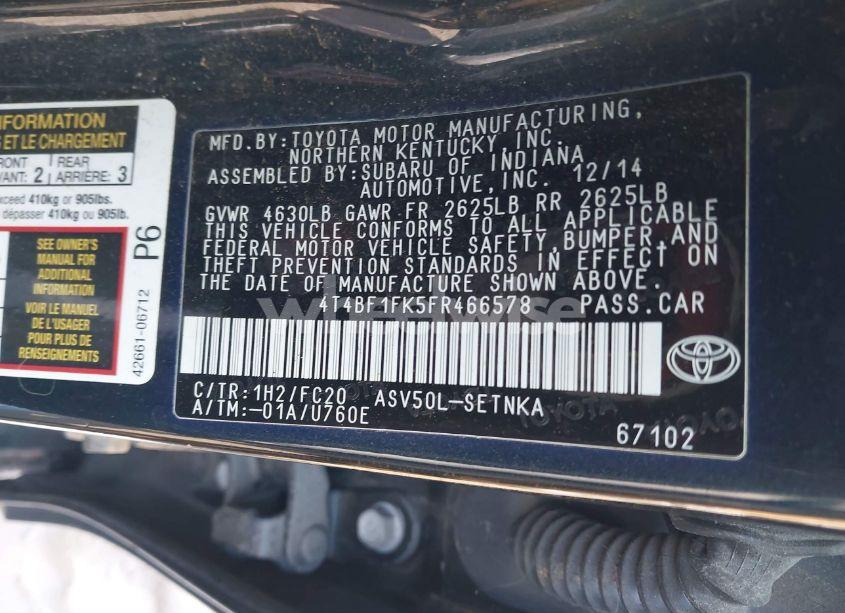 INFORMATION
S ET LE CHARGEMENT
FRONT REAR
VANT: 2 ARRIÈRE: 3
exceed 410kg or 905lbs.
dépasser 410kg ou 905lb.
SEE OWNER'S
MANUAL FOR
ADDITIONAL
INFORMATION
VOIR LE MANUEL
DE L'USAGER
POUR PLUS DE
RENSEIGNEMENTS
P6
42661-06712
MFD.BY:TOYOTA MOTOR MANUFACTURING,
NORTHERN KENTUCKY,INC.
ASSEMBLED BY:SUBARU OF INDIANA
AUTOMOTIVE,INC. 12/14
GVWR 4630LB GAWR FR 2625LB RR 2625LB
THIS VEHICLE CONFORMS TO ALL APPLICABLE
FEDERAL MOTOR VEHICLE SAFETY,BUMPER,AND
THEFT PREVENTION STANDARDS IN EFFECT ON
THE DATE OF MANUFACTURE SHOWN ABOVE.
4T4BF1FK5FR466578 PASS.CAR
C/TR:1H2/FC20 ASV50L-SETNKA
A/TM:-01A/U760E
67102